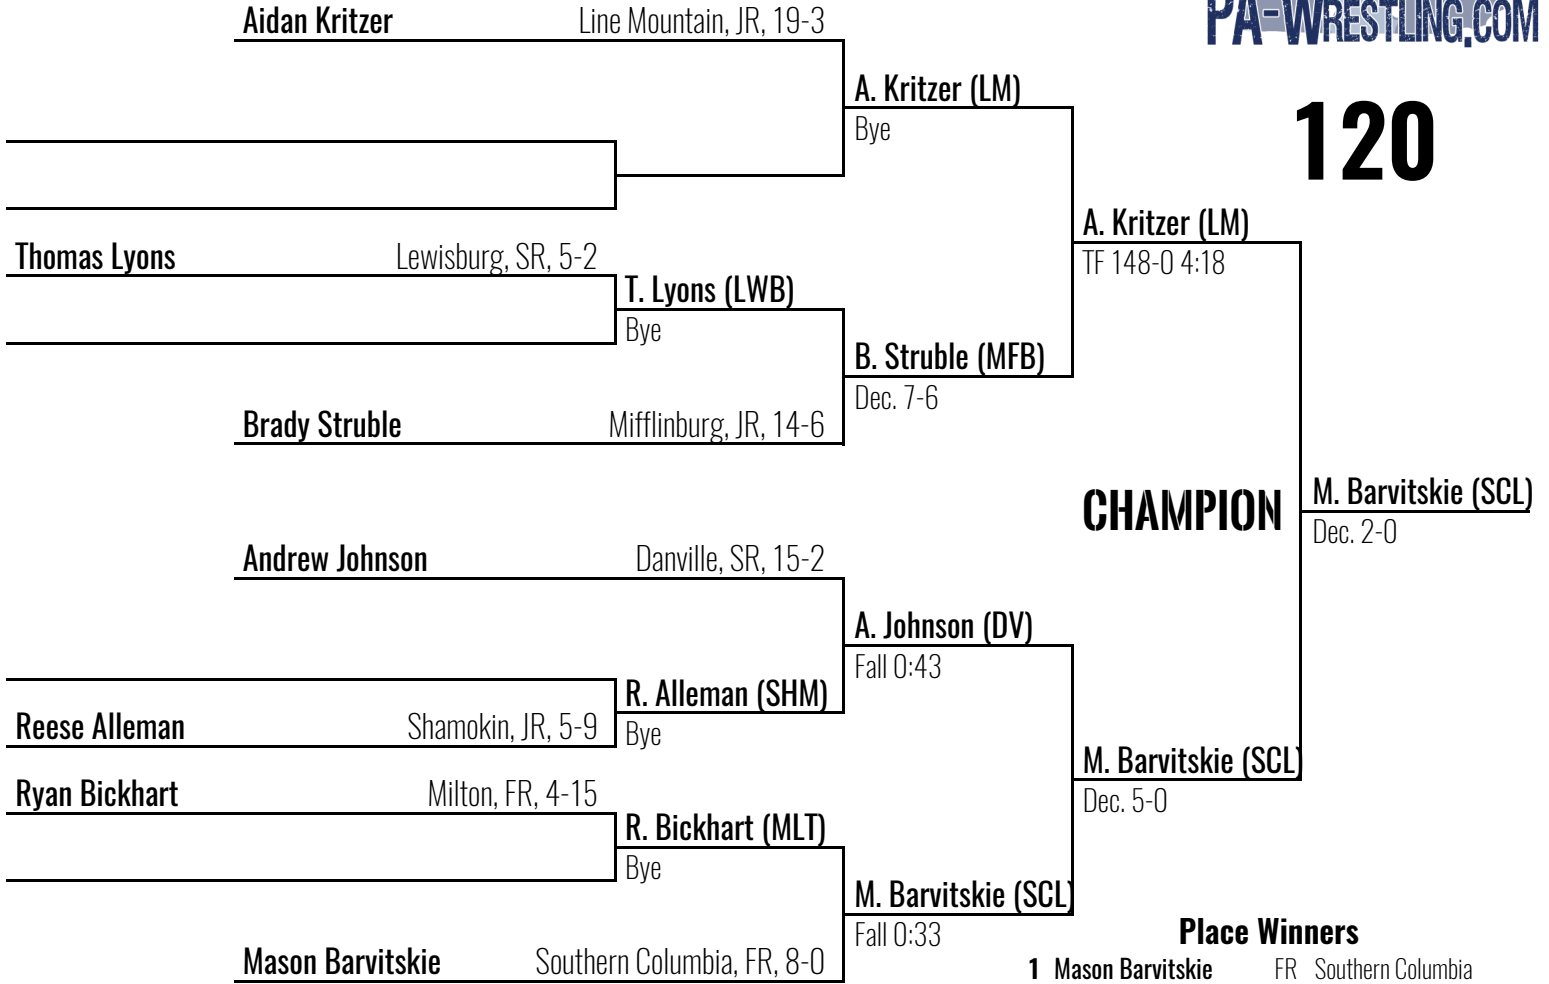 PA-WRESTLING.COM
120
Aidan Kritzer Line Mountain, JR, 19-3
A. Kritzer (LM)
Bye
A. Kritzer (LM)
TF 148-0 4:18
Thomas Lyons Lewisburg, SR, 5-2
T. Lyons (LWB)
Bye
B. Struble (MFB)
Dec. 7-6
Brady Struble Mifflinburg, JR, 14-6
CHAMPION
M. Barvitskie (SCL)
Dec. 2-0
Andrew Johnson Danville, SR, 15-2
A. Johnson (DV)
Fall 0:43
R. Alleman (SHM)
Bye
Reese Alleman Shamokin, JR, 5-9
M. Barvitskie (SCL)
Dec. 5-0
Ryan Bickhart Milton, FR, 4-15
R. Bickhart (MLT)
Bye
M. Barvitskie (SCL)
Fall 0:33
Mason Barvitskie Southern Columbia, FR, 8-0
Place Winners
1 Mason Barvitskie FR Southern Columbia